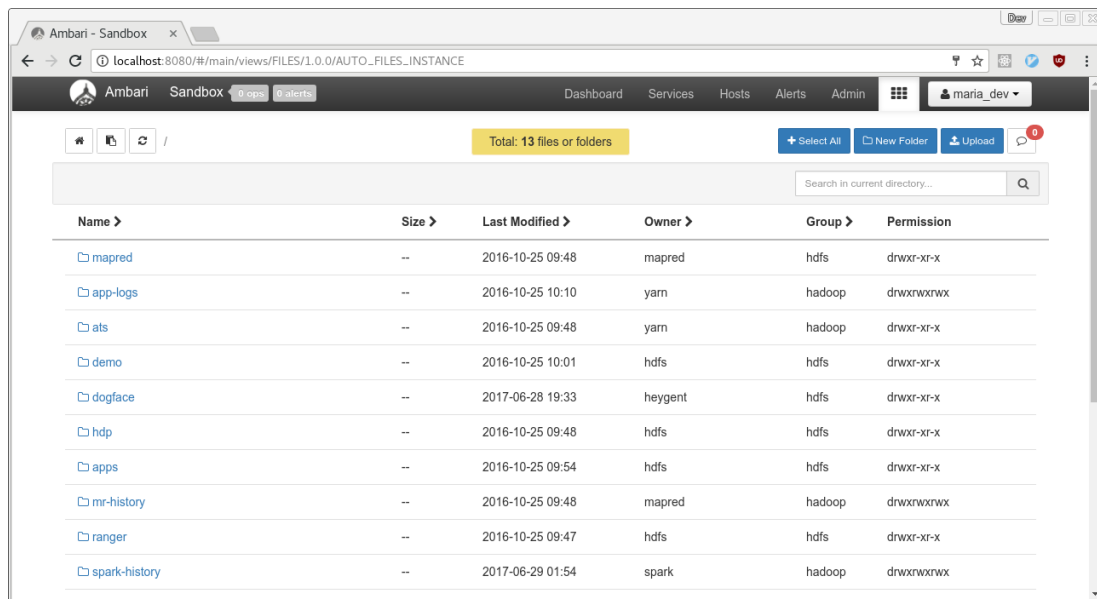 Dev
Ambari - Sandbox ×
localhost:8080/#/main/views/FILES/1.0.0/AUTO_FILES_INSTANCE
Ambari Sandbox 0 ops 0 alerts Dashboard Services Hosts Alerts Admin maria_dev
/ Total: 13 files or folders Select All New Folder Upload 0
Search in current directory...
Name Size Last Modified Owner Group Permission
mapred -- 2016-10-25 09:48 mapred hdfs drwxr-xr-x
app-logs -- 2016-10-25 10:10 yarn hadoop drwxrwxrwx
ats -- 2016-10-25 09:48 yarn hadoop drwxr-xr-x
demo -- 2016-10-25 10:01 hdfs hdfs drwxr-xr-x
dogface -- 2017-06-28 19:33 heygent hdfs drwxr-xr-x
hdp -- 2016-10-25 09:48 hdfs hdfs drwxr-xr-x
apps -- 2016-10-25 09:54 hdfs hdfs drwxr-xr-x
mr-history -- 2016-10-25 09:48 mapred hadoop drwxrwxrwx
ranger -- 2016-10-25 09:47 hdfs hdfs drwxr-xr-x
spark-history -- 2017-06-29 01:54 spark hadoop drwxrwxrwx